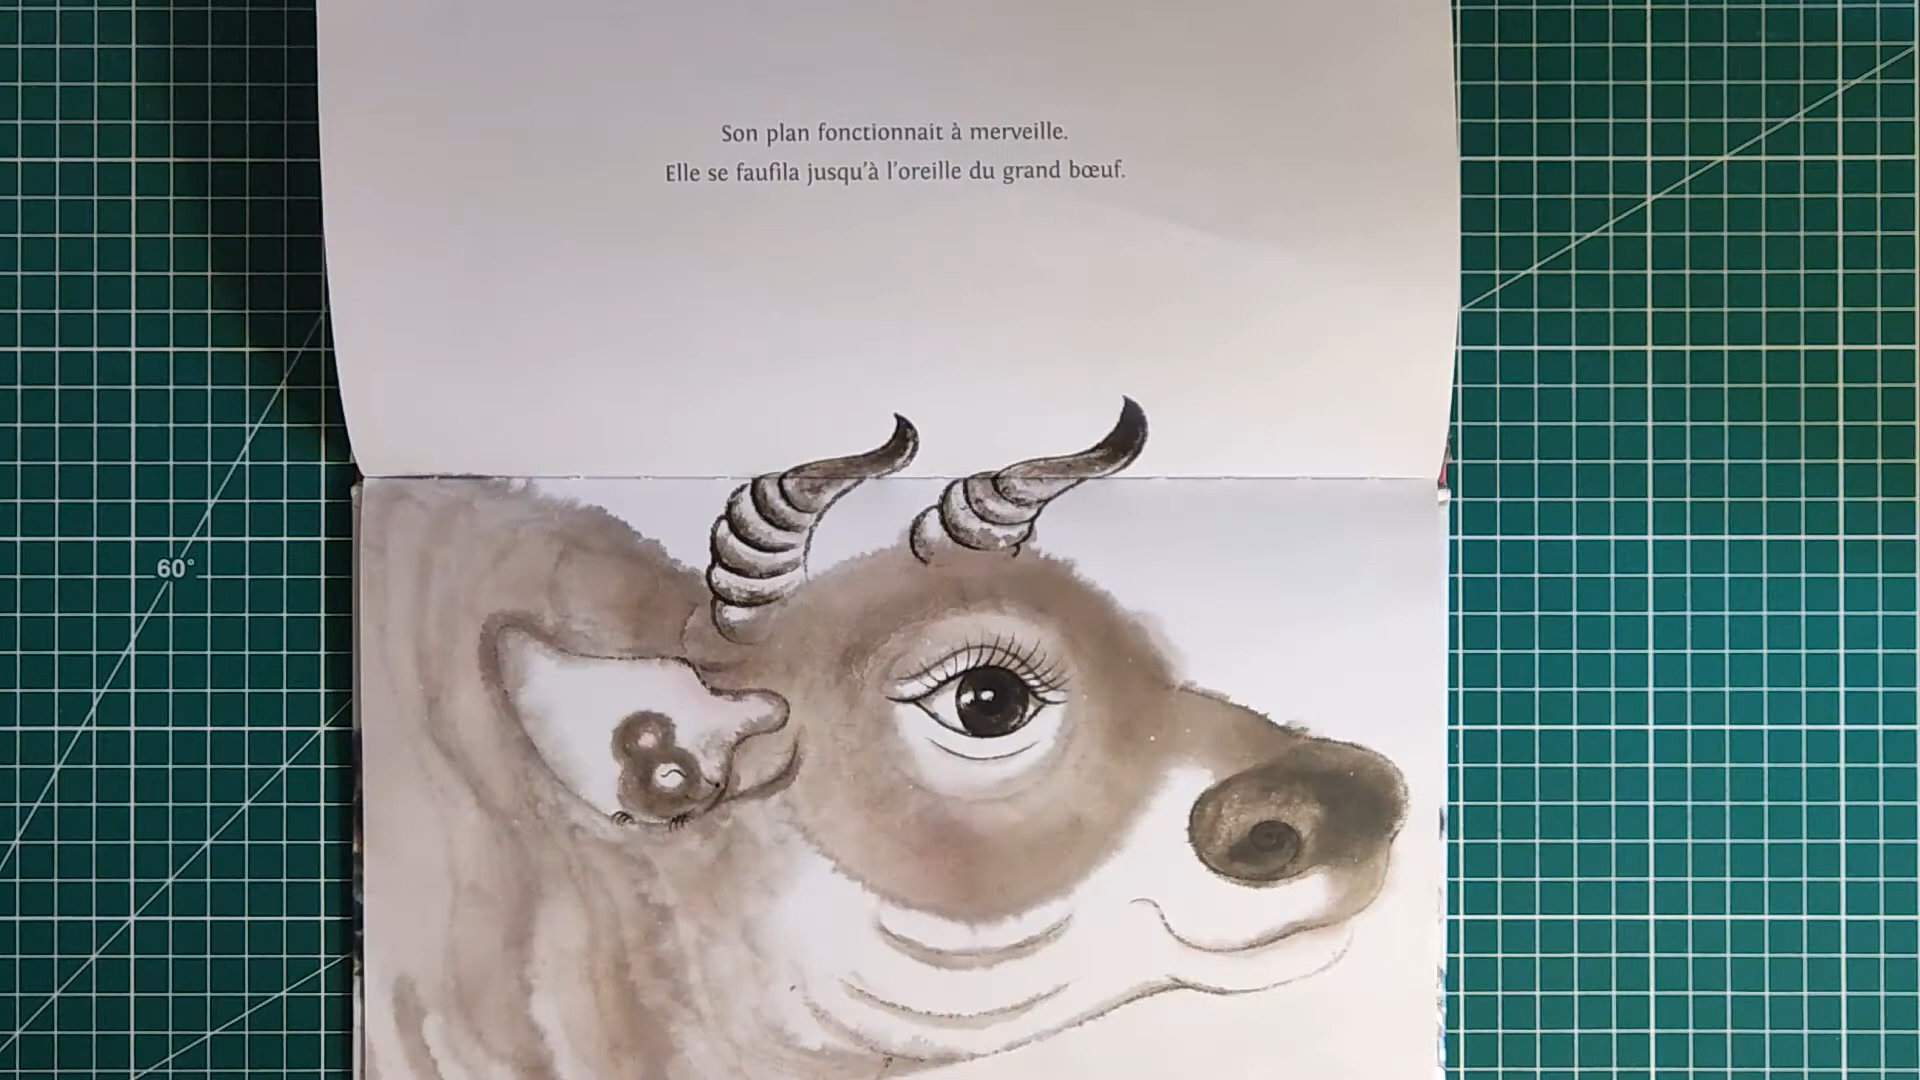 Son plan fonctionnait à merveille.
Elle se faufila jusqu'à l'oreille du grand bœuf.
60°